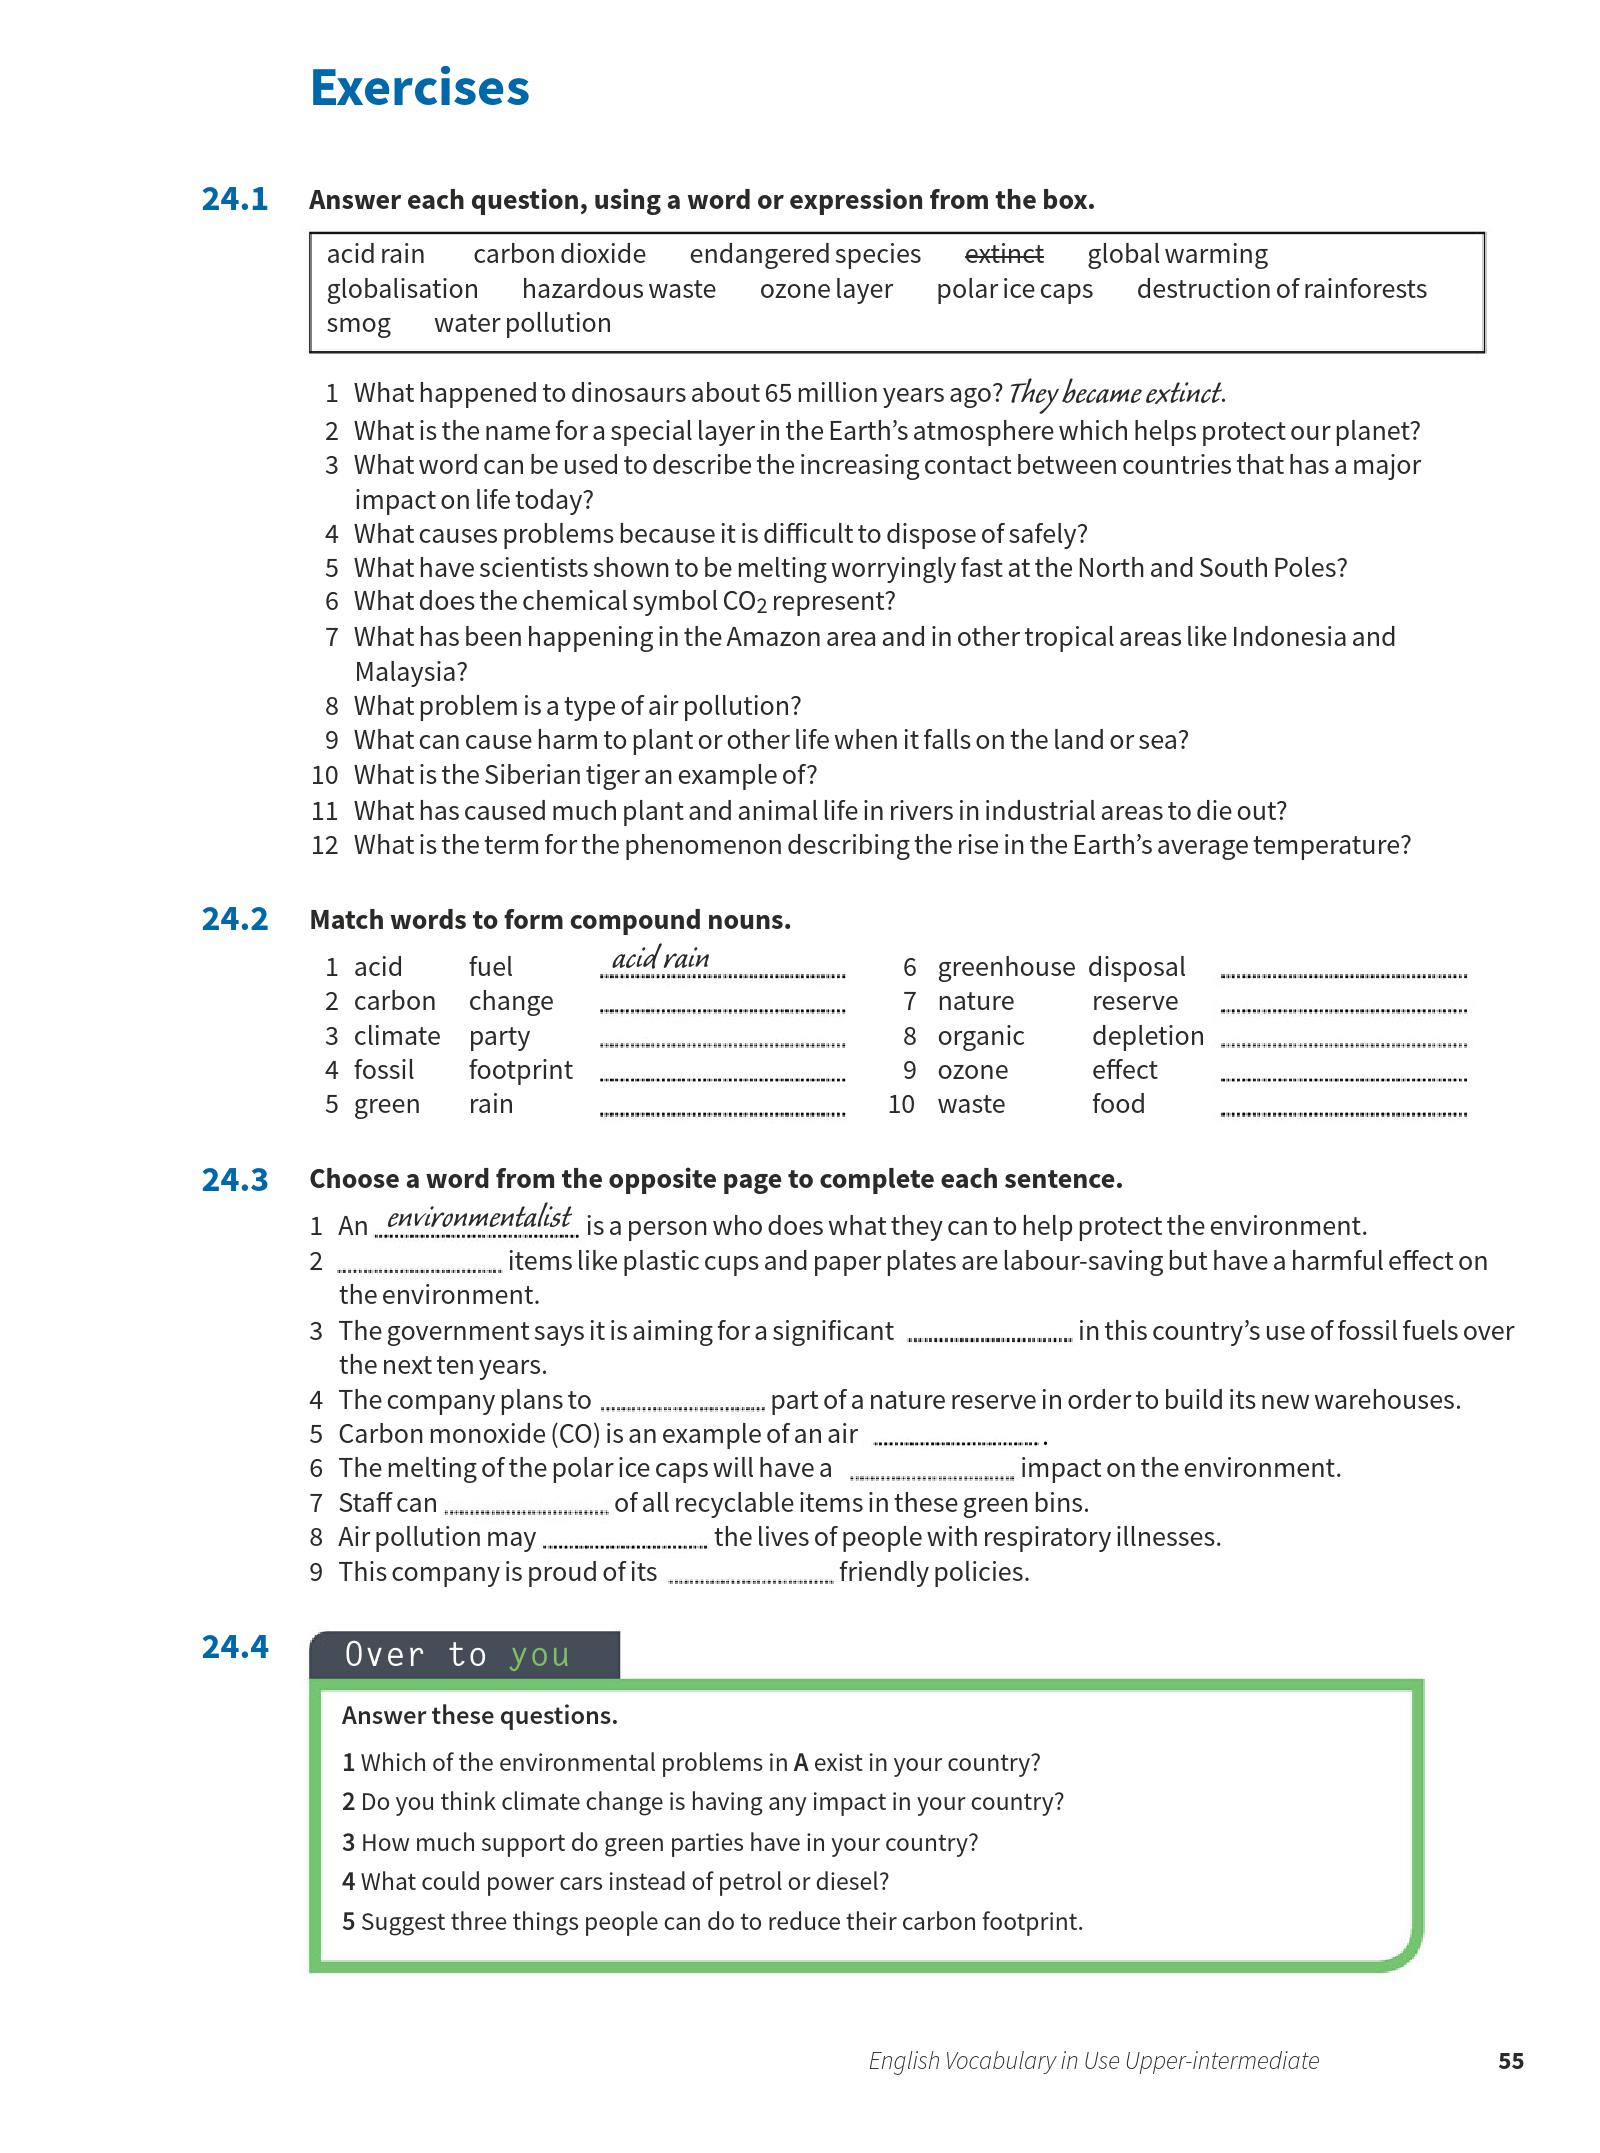 Exercises
24.1 Answer each question, using a word or expression from the box.
acid rain carbon dioxide endangered species extinct global warming
globalisation hazardous waste ozone layer polar ice caps destruction of rainforests
smog water pollution
1 What happened to dinosaurs about 65 million years ago? They became extinct.
2 What is the name for a special layer in the Earth's atmosphere which helps protect our planet?
3 What word can be used to describe the increasing contact between countries that has a major
impact on life today?
4 What causes problems because it is difficult to dispose of safely?
5 What have scientists shown to be melting worryingly fast at the North and South Poles?
6 What does the chemical symbol CO₂ represent?
7 What has been happening in the Amazon area and in other tropical areas like Indonesia and
Malaysia?
8 What problem is a type of air pollution?
9 What can cause harm to plant or other life when it falls on the land or sea?
10 What is the Siberian tiger an example of?
11 What has caused much plant and animal life in rivers in industrial areas to die out?
12 What is the term for the phenomenon describing the rise in the Earth's average temperature?
24.2 Match words to form compound nouns.
1 acid fuel acid rain 6 greenhouse disposal
2 carbon change 7 nature reserve
3 climate party 8 organic depletion
4 fossil footprint 9 ozone effect
5 green rain 10 waste food
24.3 Choose a word from the opposite page to complete each sentence.
1 An environmentalist is a person who does what they can to help protect the environment.
2 items like plastic cups and paper plates are labour-saving but have a harmful effect on
the environment.
3 The government says it is aiming for a significant in this country's use of fossil fuels over
the next ten years.
4 The company plans to part of a nature reserve in order to build its new warehouses.
5 Carbon monoxide (CO) is an example of an air .
6 The melting of the polar ice caps will have a impact on the environment.
7 Staff can of all recyclable items in these green bins.
8 Air pollution may the lives of people with respiratory illnesses.
9 This company is proud of its friendly policies.
24.4 Over to you
Answer these questions.
1 Which of the environmental problems in A exist in your country?
2 Do you think climate change is having any impact in your country?
3 How much support do green parties have in your country?
4 What could power cars instead of petrol or diesel?
5 Suggest three things people can do to reduce their carbon footprint.
English Vocabulary in Use Upper-intermediate 55